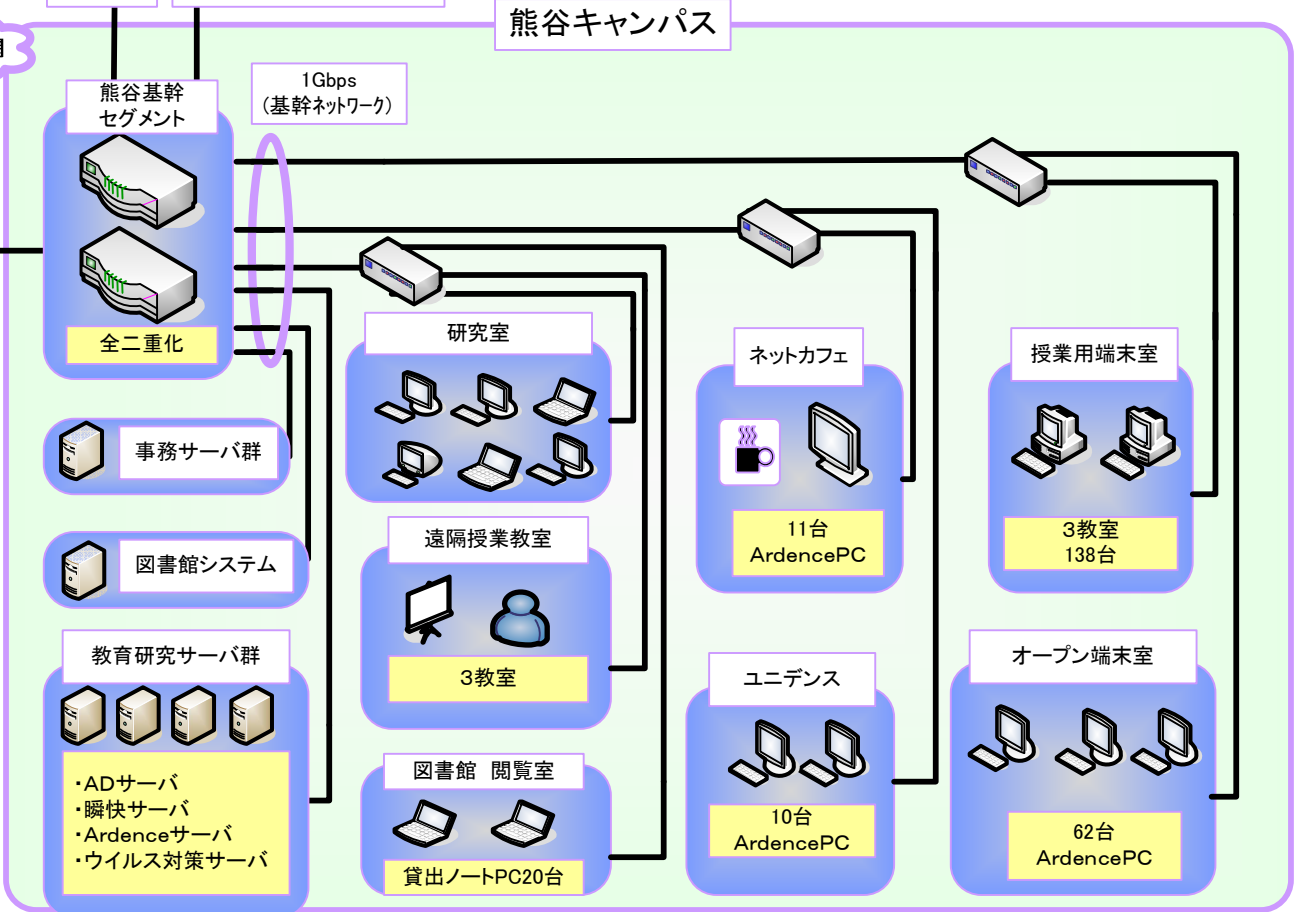 熊谷キャンパス
熊谷基幹
セグメント
1Gbps
(基幹ネットワーク)
全二重化
事務サーバ群
図書館システム
教育研究サーバ群
・ADサーバ
・瞬快サーバ
・Ardenceサーバ
・ウイルス対策サーバ
研究室
遠隔授業教室
3教室
図書館 閲覧室
貸出ノートPC20台
ネットカフェ
11台
ArdencePC
ユニデンス
10台
ArdencePC
授業用端末室
3教室
138台
オープン端末室
62台
ArdencePC